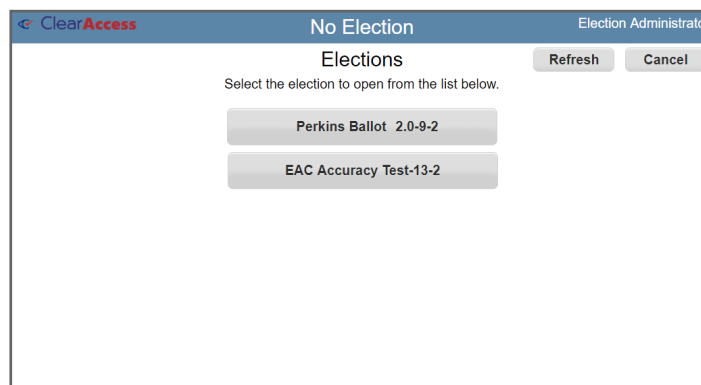 ClearAccess No Election Election Administrato
Elections Refresh Cancel
Select the election to open from the list below.
Perkins Ballot 2.0-9-2
EAC Accuracy Test-13-2